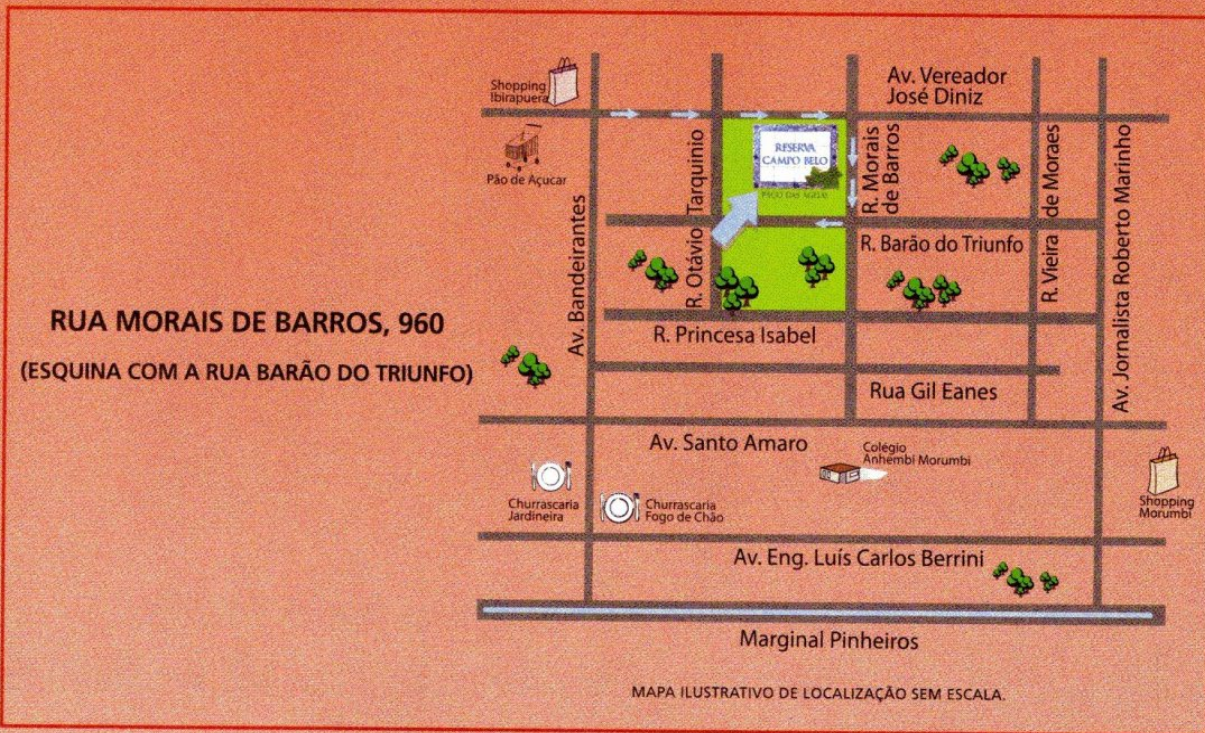 RUA MORAIS DE BARROS, 960
(ESQUINA COM A RUA BARÃO DO TRIUNFO)
Shopping
Ibirapuera
Pão de Açucar
Av. Bandeirantes
R. Otávio Tarquinio
RESERVA
CAMPO BELO
R. Morais
de Barros
Av. Vereador
José Diniz
R. Vieira de Moraes
Av. Jornalista Roberto Marinho
R. Barão do Triunfo
R. Princesa Isabel
Rua Gil Eanes
Av. Santo Amaro
Colégio
Anhembi Morumbi
Churrascaria
Jardineira
Churrascaria
Fogo de Chão
Shopping
Morumbi
Av. Eng. Luís Carlos Berrini
Marginal Pinheiros
MAPA ILUSTRATIVO DE LOCALIZAÇÃO SEM ESCALA.